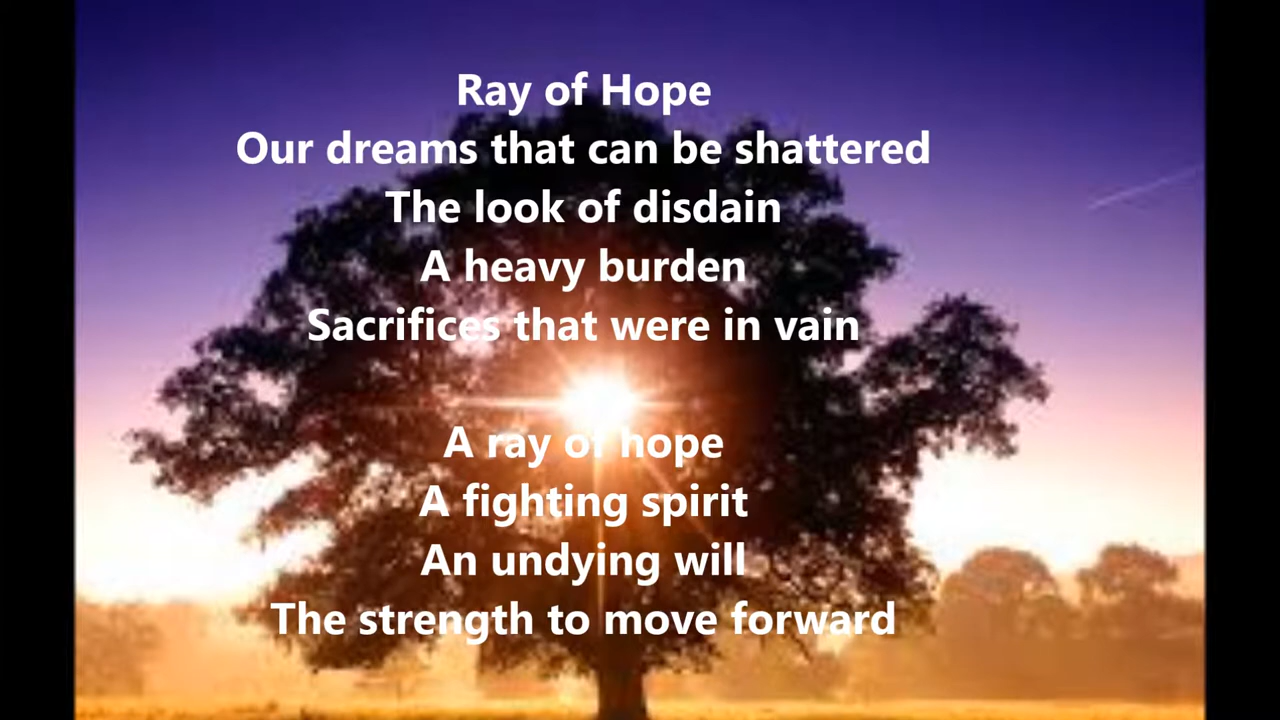 Ray of Hope
Our dreams that can be shattered
The look of disdain
A heavy burden
Sacrifices that were in vain
A ray of hope
A fighting spirit
An undying will
The strength to move forward